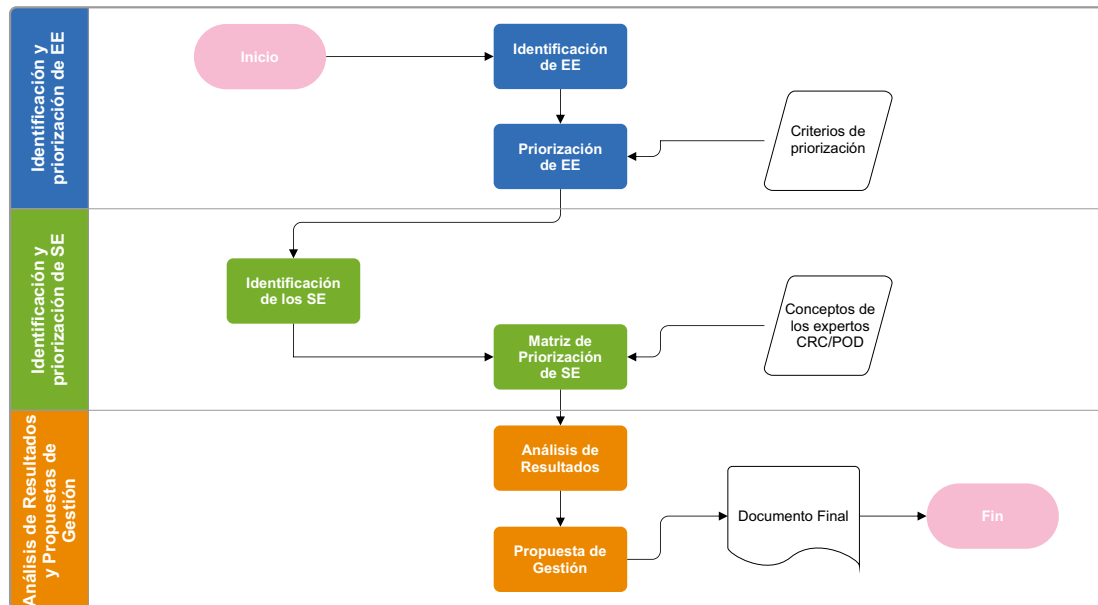 Identificación y
priorización de EE
Inicio
Identificación
de EE
Priorización
de EE
Criterios de
priorización
Identificación y
priorización de SE
Identificación
de los SE
Matriz de
Priorización
de SE
Conceptos de
los expertos
CRC/POD
Análisis de Resultados
y Propuestas de
Gestión
Análisis de
Resultados
Propuesta de
Gestión
Documento Final
Fin